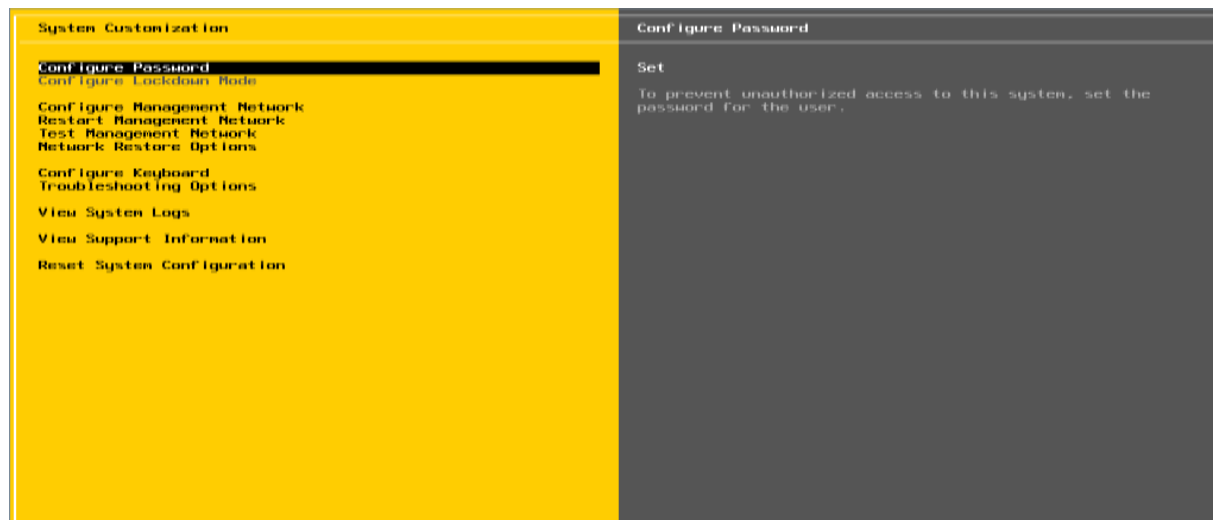 System Customization
Configure Password
Configure Lockdown Mode
Configure Management Network
Restart Management Network
Test Management Network
Network Restore Options
Configure Keyboard
Troubleshooting Options
View System Logs
View Support Information
Reset System Configuration
Configure Password
Set
To prevent unauthorized access to this system, set the
password for the user.